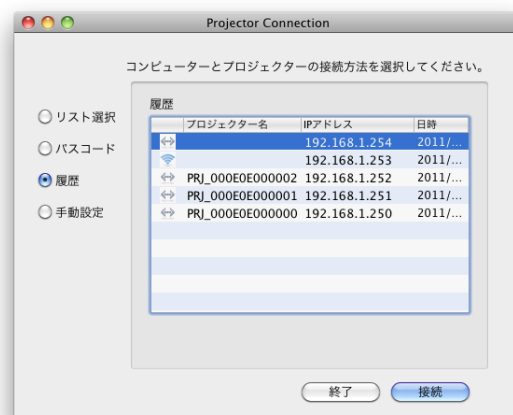 Projector Connection
コンピューターとプロジェクターの接続方法を選択してください。
リスト選択
パスコード
履歴
手動設定
履歴
プロジェクター名 IPアドレス 日時
192.168.1.254 2011/...
192.168.1.253 2011/...
PRJ_000E0E000002 192.168.1.252 2011/...
PRJ_000E0E000001 192.168.1.251 2011/...
PRJ_000E0E000000 192.168.1.250 2011/...
終了 接続